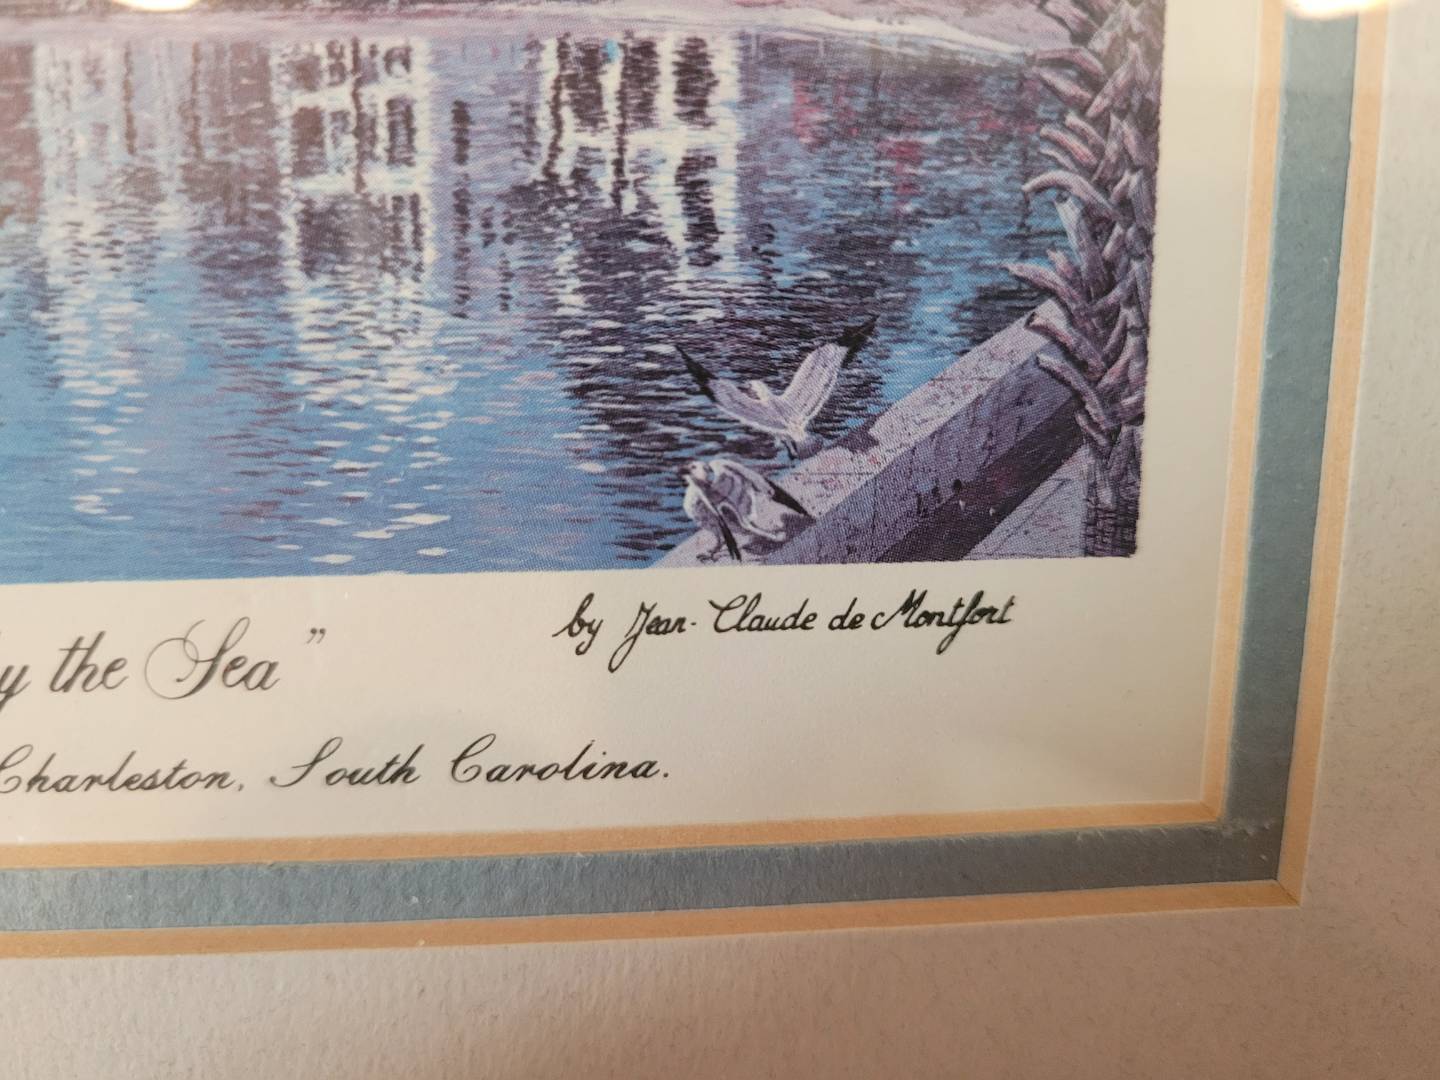 by Jean-Claude de Montfort
y the Sea"
Charleston, South Carolina.